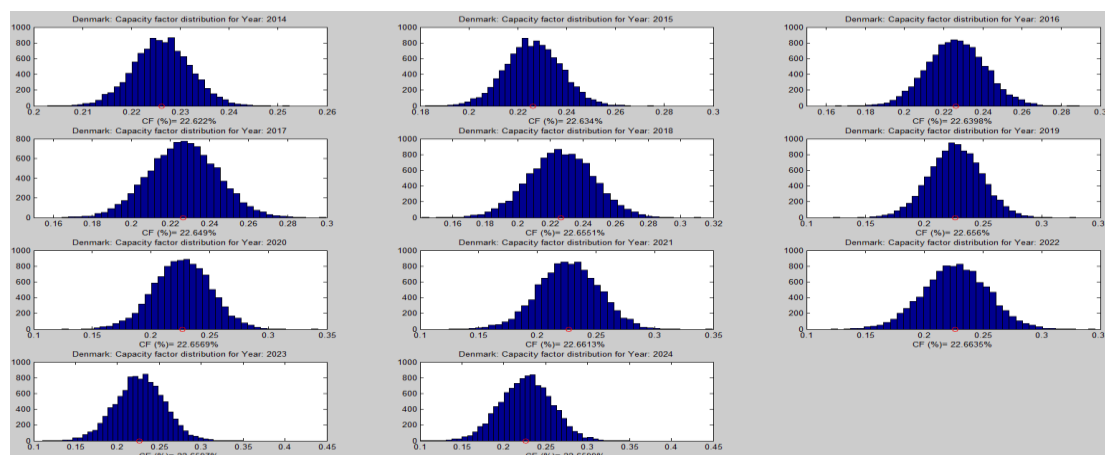 Denmark: Capacity factor distribution for Year: 2014
1000
800
600
400
200
0
0.2 0.21 0.22 0.23 0.24 0.25 0.26
CF (%)= 22.622%
Denmark: Capacity factor distribution for Year: 2015
1000
800
600
400
200
0
0.18 0.2 0.22 0.24 0.26 0.28 0.3
CF (%)= 22.634%
Denmark: Capacity factor distribution for Year: 2016
1000
800
600
400
200
0
0.16 0.18 0.2 0.22 0.24 0.26 0.28 0.3
CF (%)= 22.6398%
Denmark: Capacity factor distribution for Year: 2017
800
600
400
200
0
0.16 0.18 0.2 0.22 0.24 0.26 0.28 0.3
CF (%)= 22.649%
Denmark: Capacity factor distribution for Year: 2018
1000
800
600
400
200
0
0.16 0.18 0.2 0.22 0.24 0.26 0.28 0.3 0.32
CF (%)= 22.6551%
Denmark: Capacity factor distribution for Year: 2019
1000
800
600
400
200
0
0.1 0.15 0.2 0.25 0.3
CF (%)= 22.656%
Denmark: Capacity factor distribution for Year: 2020
1000
800
600
400
200
0
0.1 0.15 0.2 0.25 0.3 0.35
CF (%)= 22.6569%
Denmark: Capacity factor distribution for Year: 2021
1000
800
600
400
200
0
0.1 0.15 0.2 0.25 0.3 0.35
CF (%)= 22.6613%
Denmark: Capacity factor distribution for Year: 2022
1000
800
600
400
200
0
0.1 0.15 0.2 0.25 0.3
CF (%)= 22.6635%
Denmark: Capacity factor distribution for Year: 2023
1000
800
600
400
200
0
0.1 0.15 0.2 0.25 0.3 0.35 0.4 0.45
Denmark: Capacity factor distribution for Year: 2024
1000
800
600
400
200
0
0.1 0.15 0.2 0.25 0.3 0.35 0.4 0.45